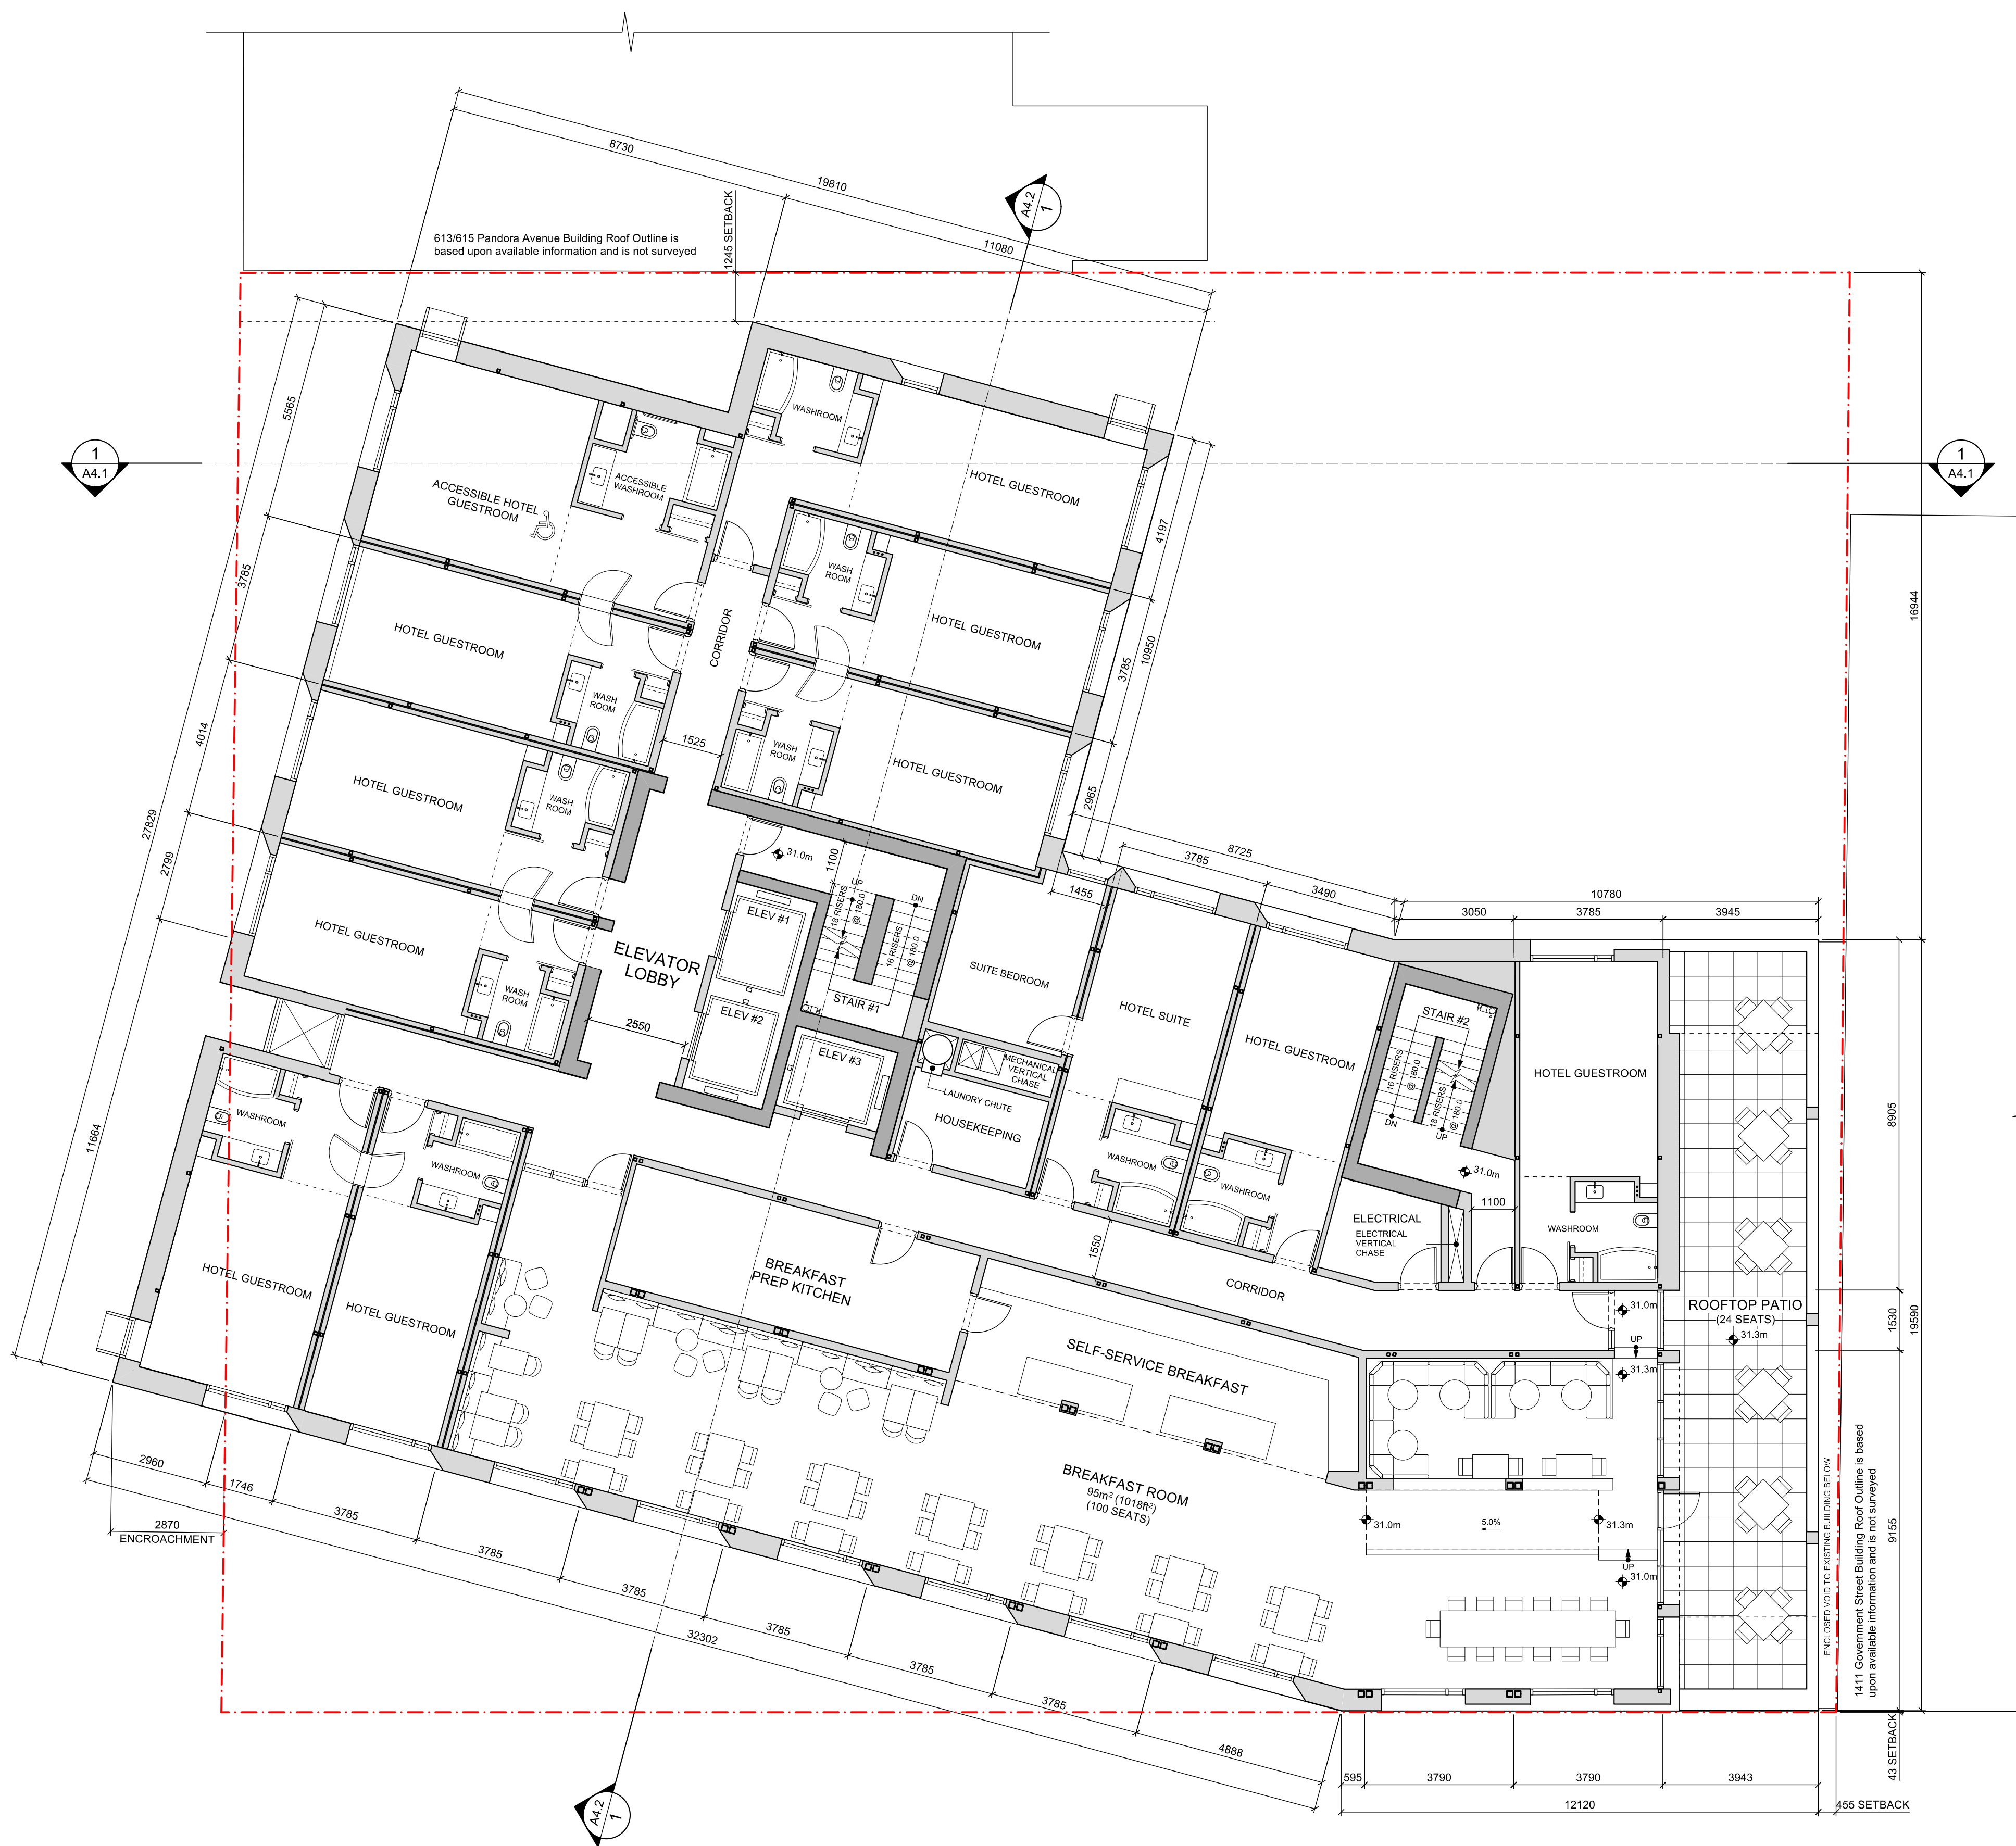 8730
19810
11080
A4.2
1
1245 SETBACK
613/615 Pandora Avenue Building Roof Outline is
based upon available information and is not surveyed
1
A4.1
1
A4.1
5565
3785
4014
27829
2799
11664
16944
4197
3785
10950
2965
WASHROOM
ACCESSIBLE
WASHROOM
ACCESSIBLE HOTEL
GUESTROOM
HOTEL GUESTROOM
WASH
ROOM
HOTEL GUESTROOM
HOTEL GUESTROOM
CORRIDOR
WASH
ROOM
1525
WASH
ROOM
HOTEL GUESTROOM
HOTEL GUESTROOM
WASH
ROOM
HOTEL GUESTROOM
WASH
ROOM
ELEVATOR
LOBBY
2550
31.0m
1100
UP
DN
18 RISERS
@ 180.0
16 RISERS
@ 180.0
STAIR #1
ELEV #1
ELEV #2
ELEV #3
8725
3785
3490
1455
10780
3050
3785
3945
SUITE BEDROOM
HOTEL SUITE
HOTEL GUESTROOM
STAIR #2
16 RISERS
@ 180.0
18 RISERS
@ 180.0
DN
UP
31.0m
HOTEL GUESTROOM
MECHANICAL
VERTICAL
CHASE
LAUNDRY CHUTE
HOUSEKEEPING
WASHROOM
WASHROOM
1100
ELECTRICAL
ELECTRICAL
VERTICAL
CHASE
WASHROOM
8905
1530
19590
9155
WASHROOM
WASHROOM
HOTEL GUESTROOM
HOTEL GUESTROOM
BREAKFAST
PREP KITCHEN
1550
CORRIDOR
SELF-SERVICE BREAKFAST
31.0m
UP
31.3m
ROOFTOP PATIO
(24 SEATS)
31.3m
BREAKFAST ROOM
95m² (1018ft²)
(100 SEATS)
31.0m
5.0%
31.3m
UP
31.0m
ENCLOSED VOID TO EXISTING BUILDING BELOW
1411 Government Street Building Roof Outline is based
upon available information and is not surveyed
2960
1746
2870
ENCROACHMENT
3785
3785
3785
3785
3785
3785
32302
4888
595
3790
3790
3943
12120
455 SETBACK
43 SETBACK
A4.2
1